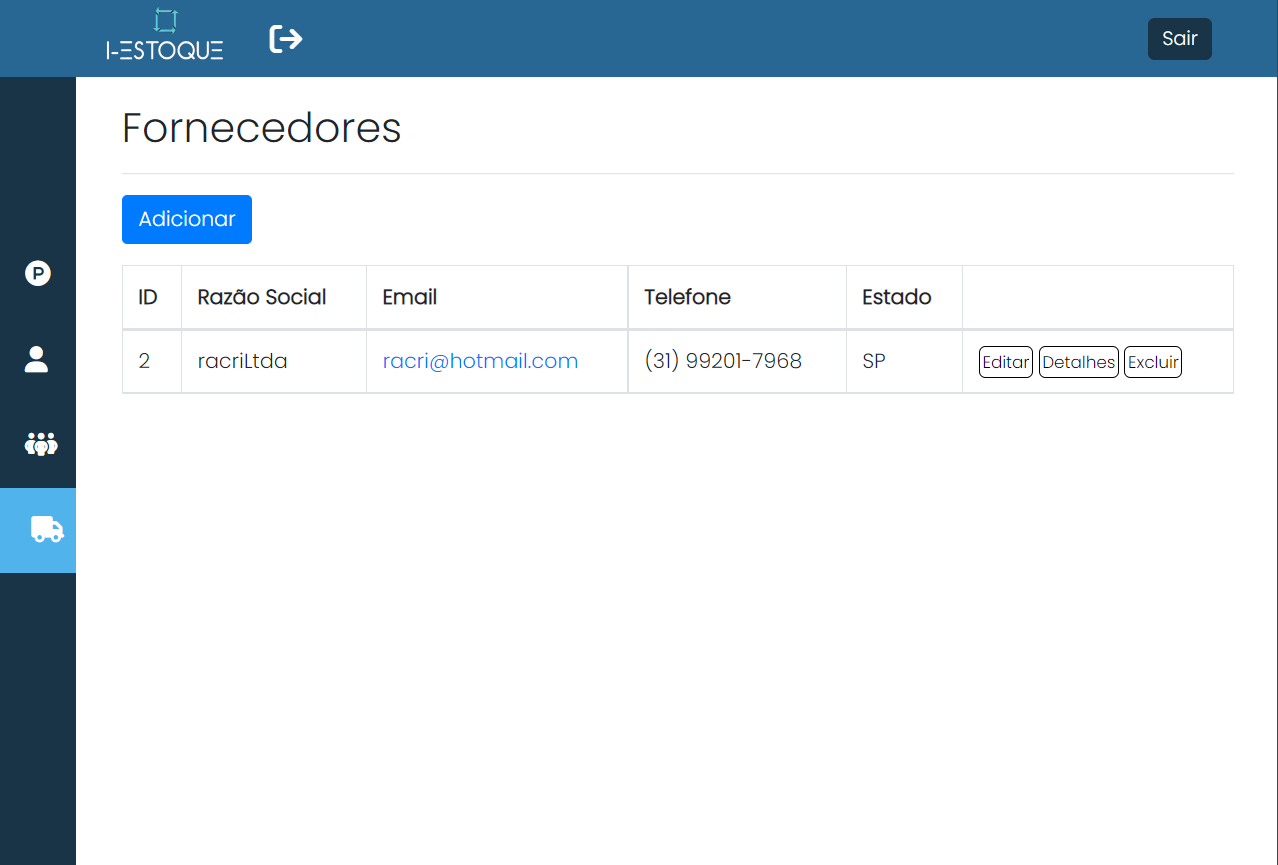 I-ESTOQUE
Sair
Fornecedores
Adicionar
ID Razão Social Email Telefone Estado
2 racriLtda racri@hotmail.com (31) 99201-7968 SP Editar Detalhes Excluir
P